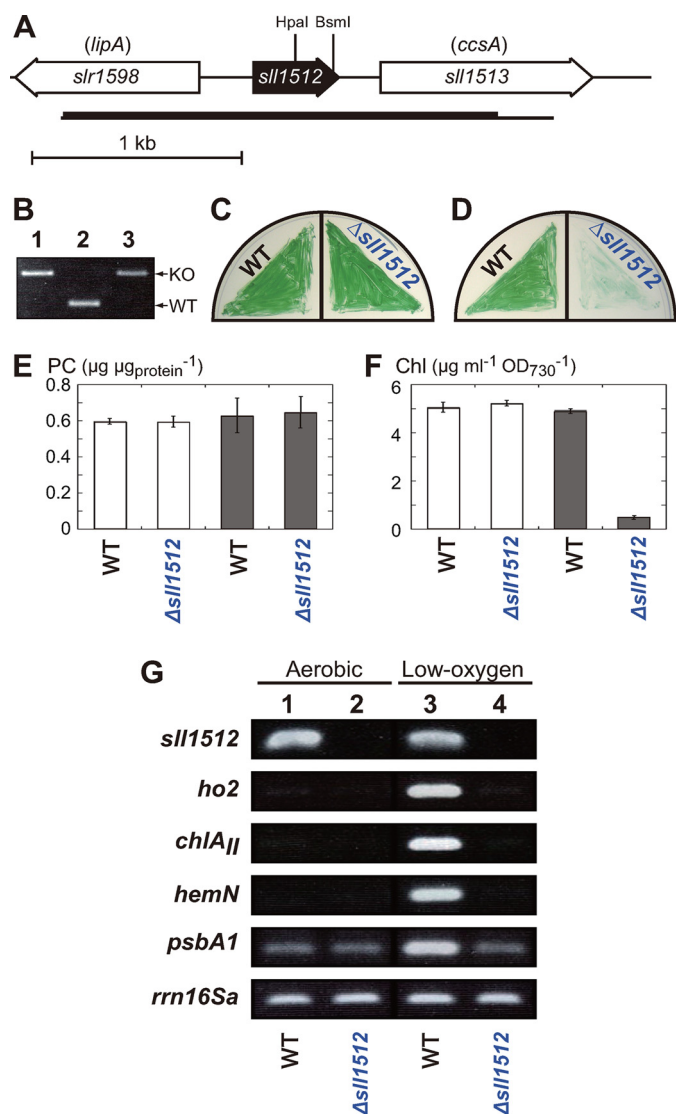 A
HpaI BsmI
(lipA)
(ccsA)
slr1598
sll1512
sll1513
1 kb
B
1 2 3
KO
WT
C
WT
Δsll1512
D
WT
Δsll1512
E PC (µg µgprotein-1)
0.8
0.6
0.4
0.2
0
WT
Δsll1512
WT
Δsll1512
F Chl (µg ml-1 OD730-1)
6
4
2
0
WT
Δsll1512
WT
Δsll1512
G
Aerobic Low-oxygen
1 2 3 4
sll1512
ho2
chlAII
hemN
psbA1
rrn16Sa
WT
Δsll1512
WT
Δsll1512